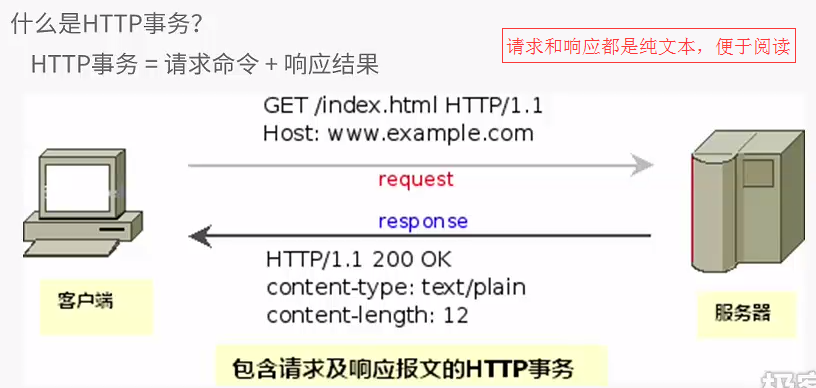 什么是HTTP事务?
请求和响应都是纯文本，便于阅读
HTTP事务 = 请求命令 + 响应结果
GET /index.html HTTP/1.1
Host: www.example.com
request
response
HTTP/1.1 200 OK
content-type: text/plain
content-length: 12
客户端
服务器
包含请求及响应报文的HTTP事务